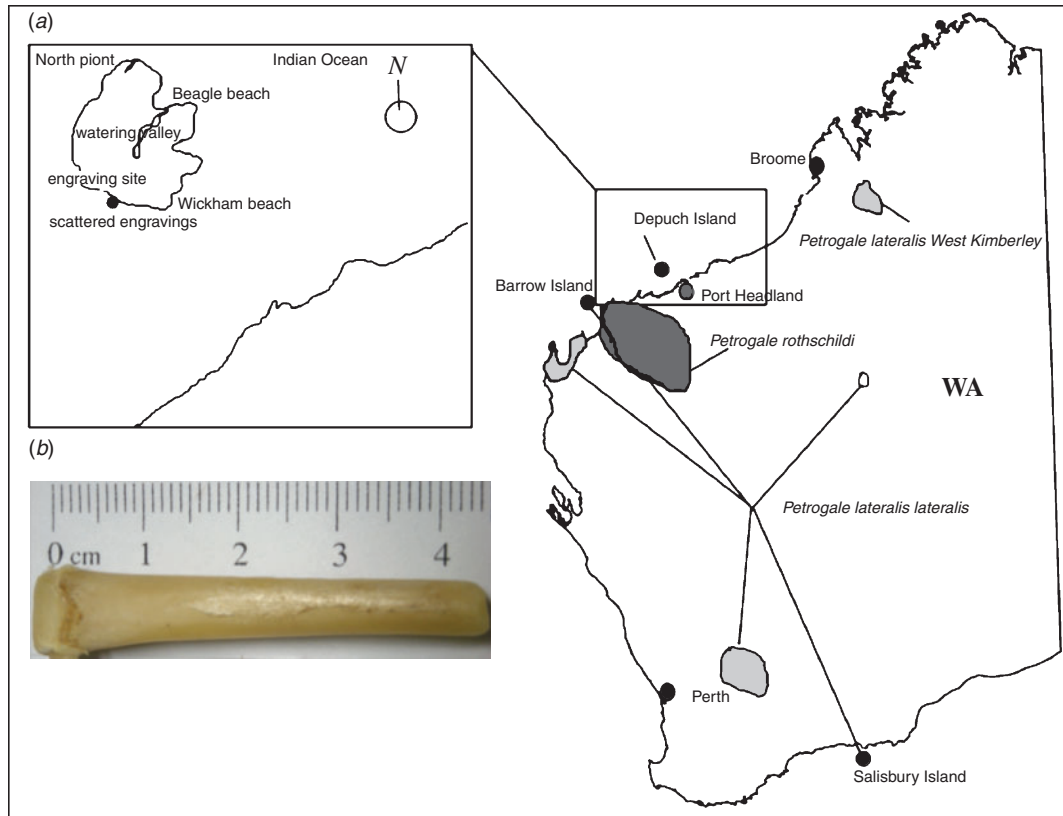 (a)
North piont
Indian Ocean
N
Beagle beach
watering valley
engraving site
Wickham beach
scattered engravings
Broome
Depuch Island
Petrogale lateralis West Kimberley
Barrow Island
Port Headland
Petrogale rothschildi
WA
Petrogale lateralis lateralis
Perth
Salisbury Island
(b)
0 cm 1 2 3 4